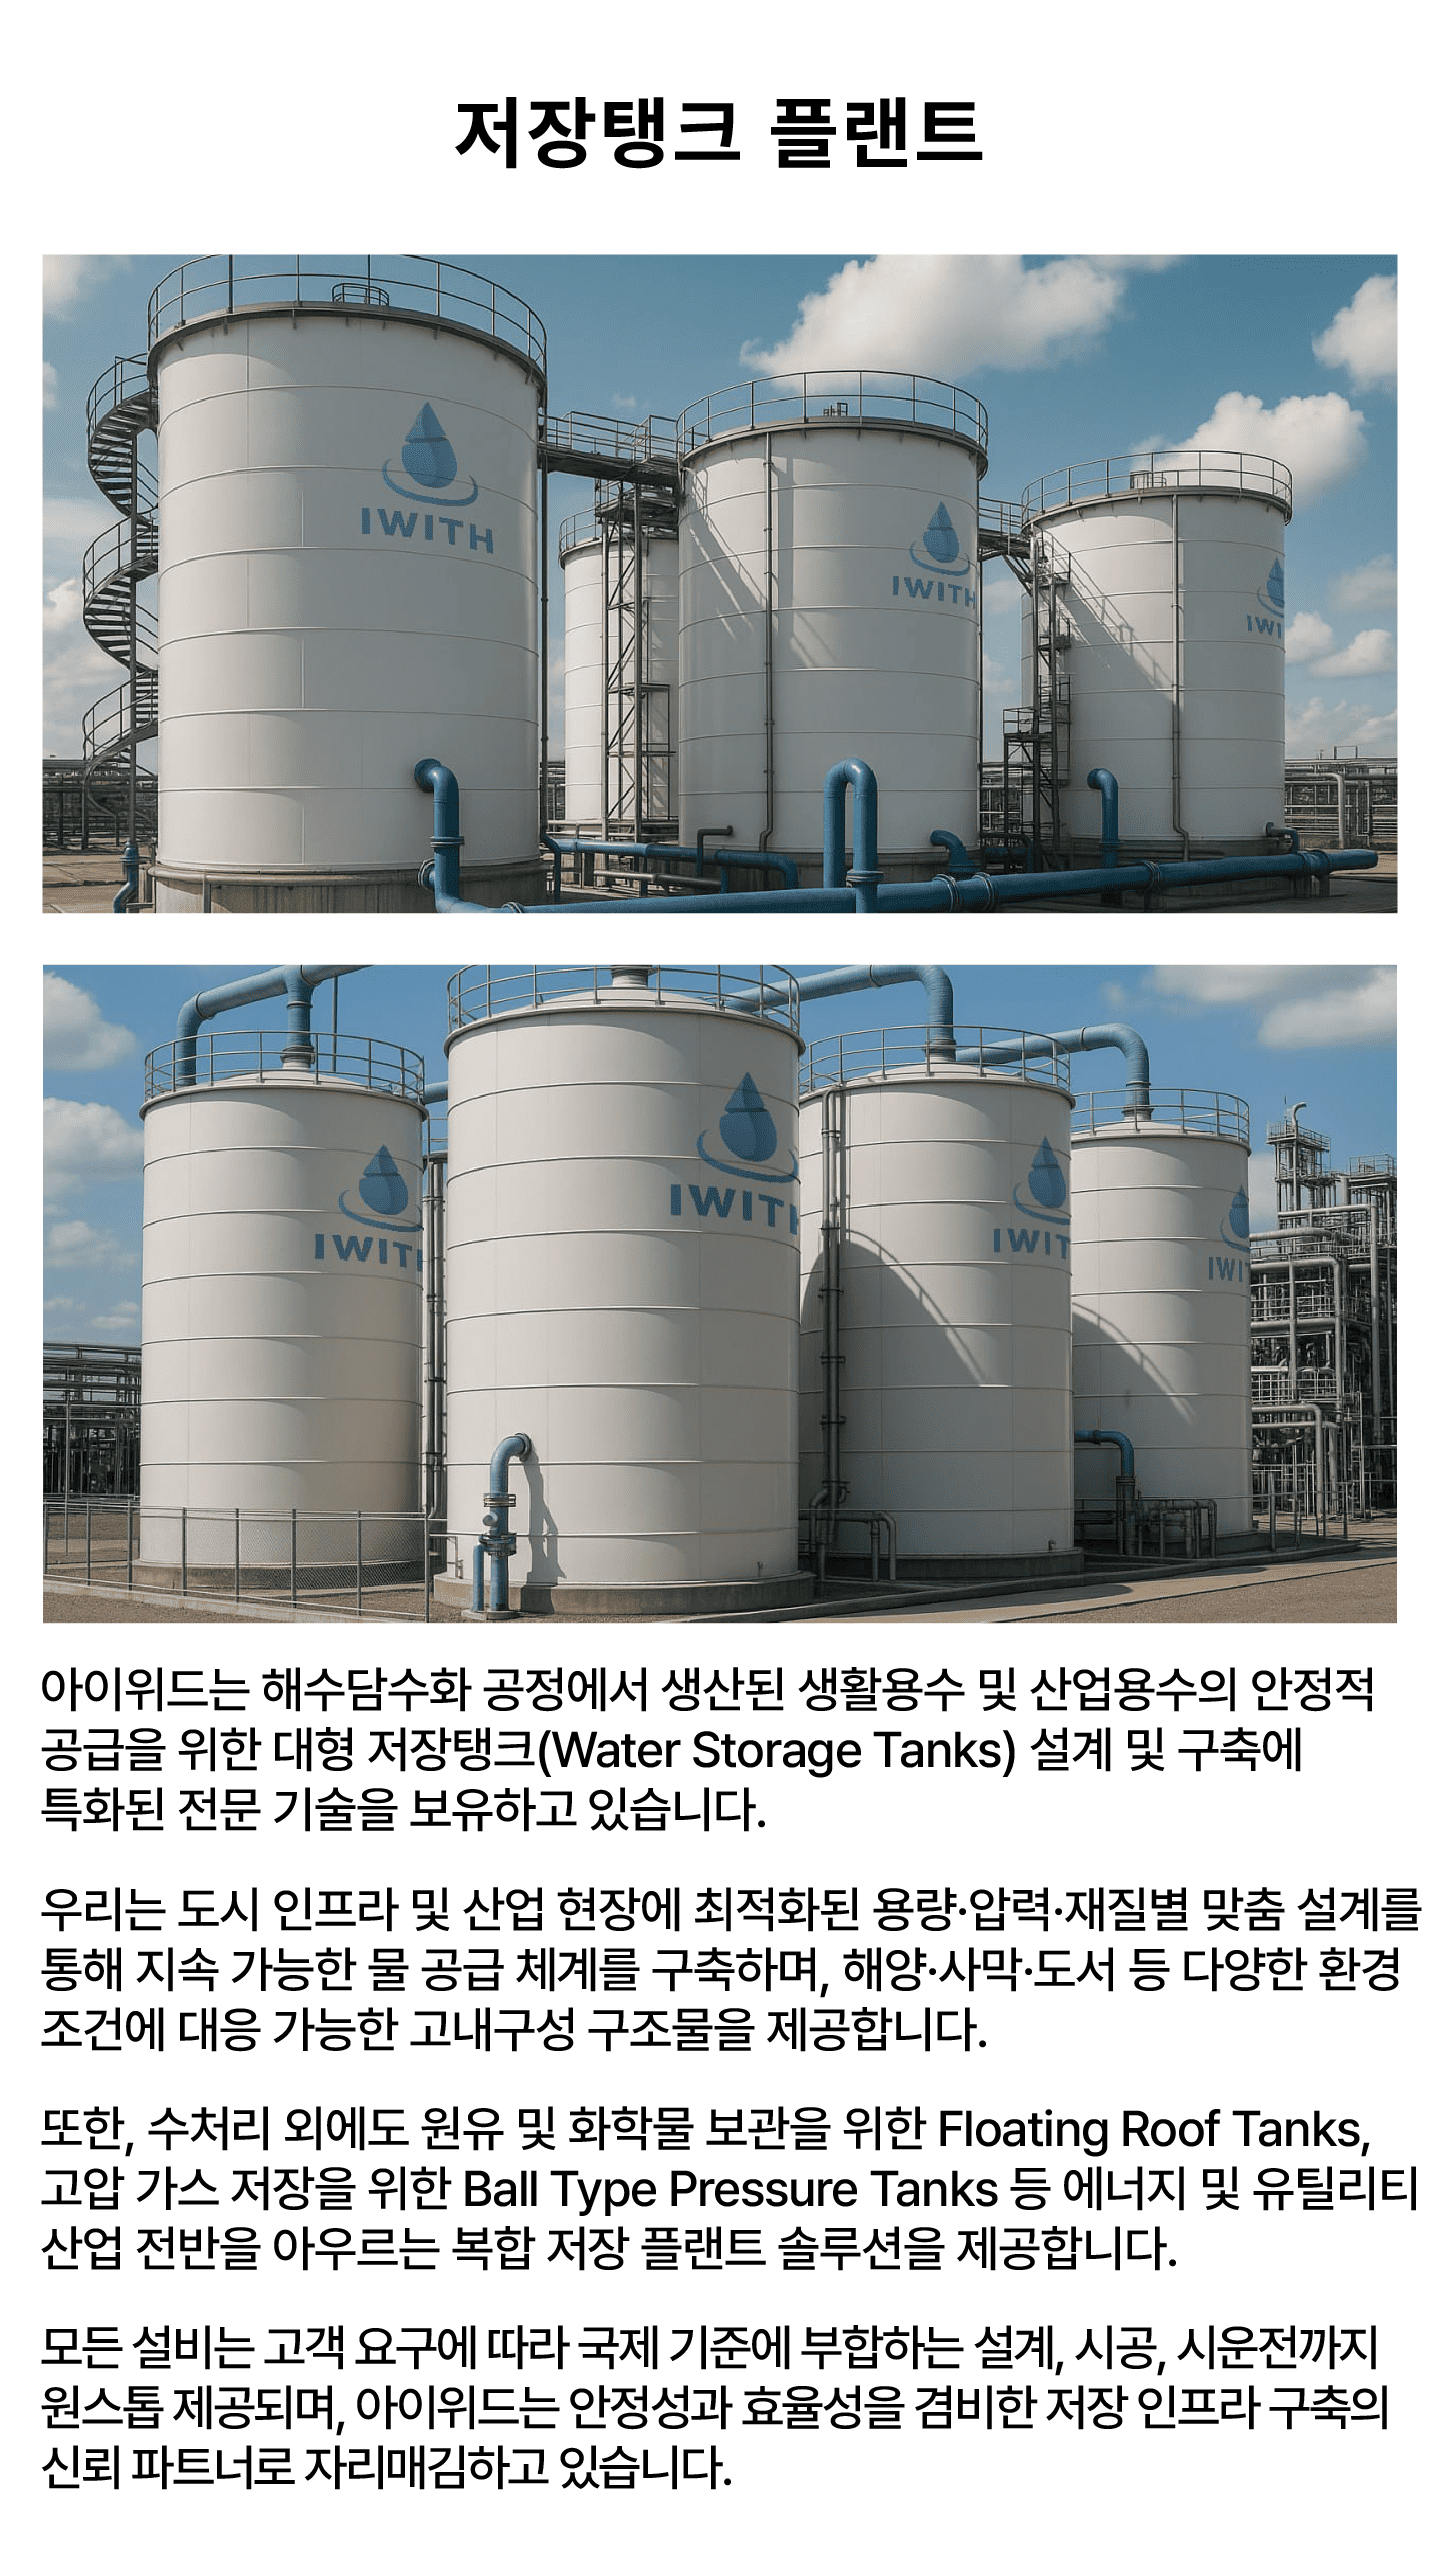 저장탱크 플랜트
IWITH
IWITH
IWI
IWITH
IWITH
IWIT
IWI
아이위드는 해수담수화 공정에서 생산된 생활용수 및 산업용수의 안정적
공급을 위한 대형 저장탱크(Water Storage Tanks) 설계 및 구축에
특화된 전문 기술을 보유하고 있습니다.
우리는 도시 인프라 및 산업 현장에 최적화된 용량·압력·재질별 맞춤 설계를
통해 지속 가능한 물 공급 체계를 구축하며, 해양·사막·도서 등 다양한 환경
조건에 대응 가능한 고내구성 구조물을 제공합니다.
또한, 수처리 외에도 원유 및 화학물 보관을 위한 Floating Roof Tanks,
고압 가스 저장을 위한 Ball Type Pressure Tanks 등 에너지 및 유틸리티
산업 전반을 아우르는 복합 저장 플랜트 솔루션을 제공합니다.
모든 설비는 고객 요구에 따라 국제 기준에 부합하는 설계, 시공, 시운전까지
원스톱 제공되며, 아이위드는 안정성과 효율성을 겸비한 저장 인프라 구축의
신뢰 파트너로 자리매김하고 있습니다.